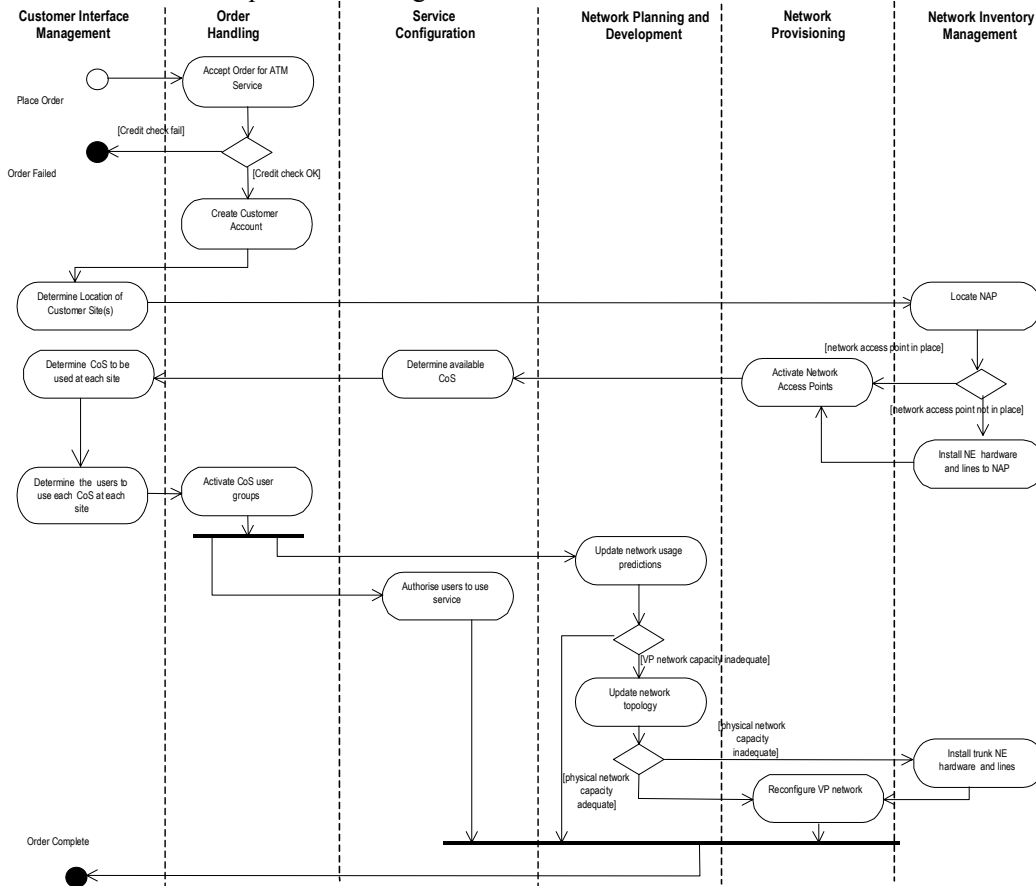 Customer Interface
Management
Order
Handling
Service
Configuration
Network Planning and
Development
Network
Provisioning
Network Inventory
Management
Accept Order for ATM
Service
Place Order
[Credit check fail]
Order Failed
[Credit check OK]
Create Customer
Account
Determine Location of
Customer Site(s)
Locate NAP
[network access point in place]
Determine CoS to be
used at each site
Determine available
CoS
Activate Network
Access Points
[network access point not in place]
Install NE hardware
and lines to NAP
Determine the users to
use each CoS at each
site
Activate CoS user
groups
Update network usage
predictions
Authorise users to use
service
[VP network capacity inadequate]
Update network
topology
[physical network
capacity
inadequate]
Install trunk NE
hardware and lines
[physical network
capacity
adequate]
Reconfigure VP network
Order Complete